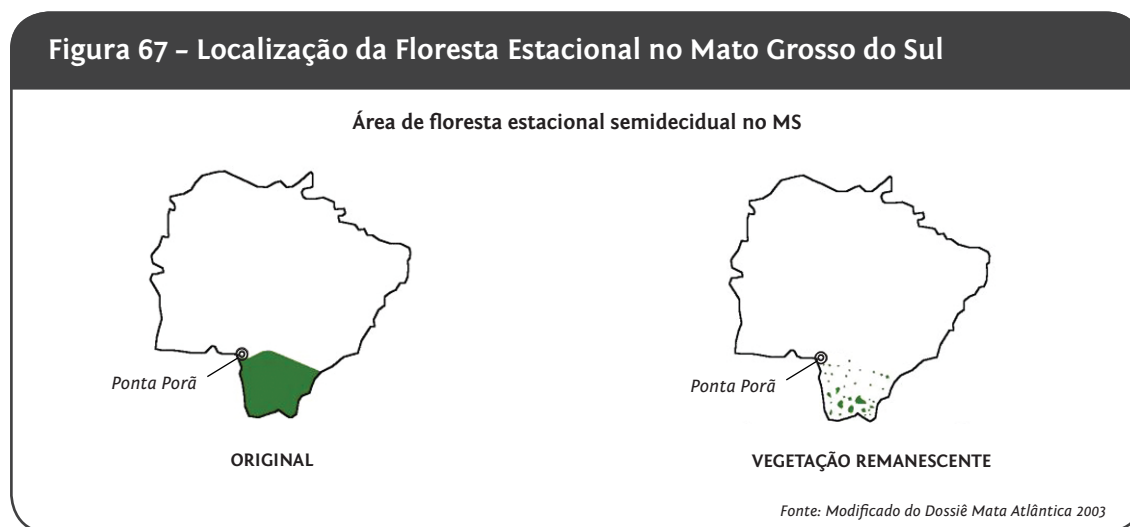 Figura 67 – Localização da Floresta Estacional no Mato Grosso do Sul
Área de floresta estacional semidecidual no MS
Ponta Porã
Ponta Porã
ORIGINAL
VEGETAÇÃO REMANESCENTE
Fonte: Modificado do Dossiê Mata Atlântica 2003